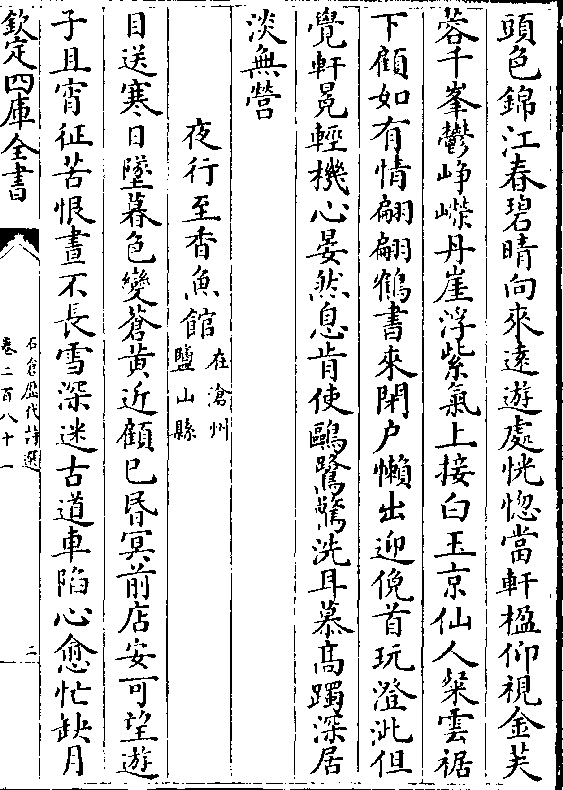 頭色錦江春碧晴向來遠遊處恍惚當軒楹仰視金芙
蓉千峯鬱崢嶸丹崖浮紫氣上接白玉京仙人粲雲裾
下顧如有情翩翩鶴書來閉户懶出迎俛首玩澄泚但
覺軒冕輕機心晏然息肯使鷗鷺驚洗耳慕髙躅深居
淡無營
夜行至香魚館在滄州鹽山縣
目送寒日墜暮色變蒼黄近顧已昏冥前店安可望遊
子且宵征苦恨晝不長雪深迷古道車陷心愈忙缺月
欽定四庫全書
石倉歴代詩選
卷二百八十一
二